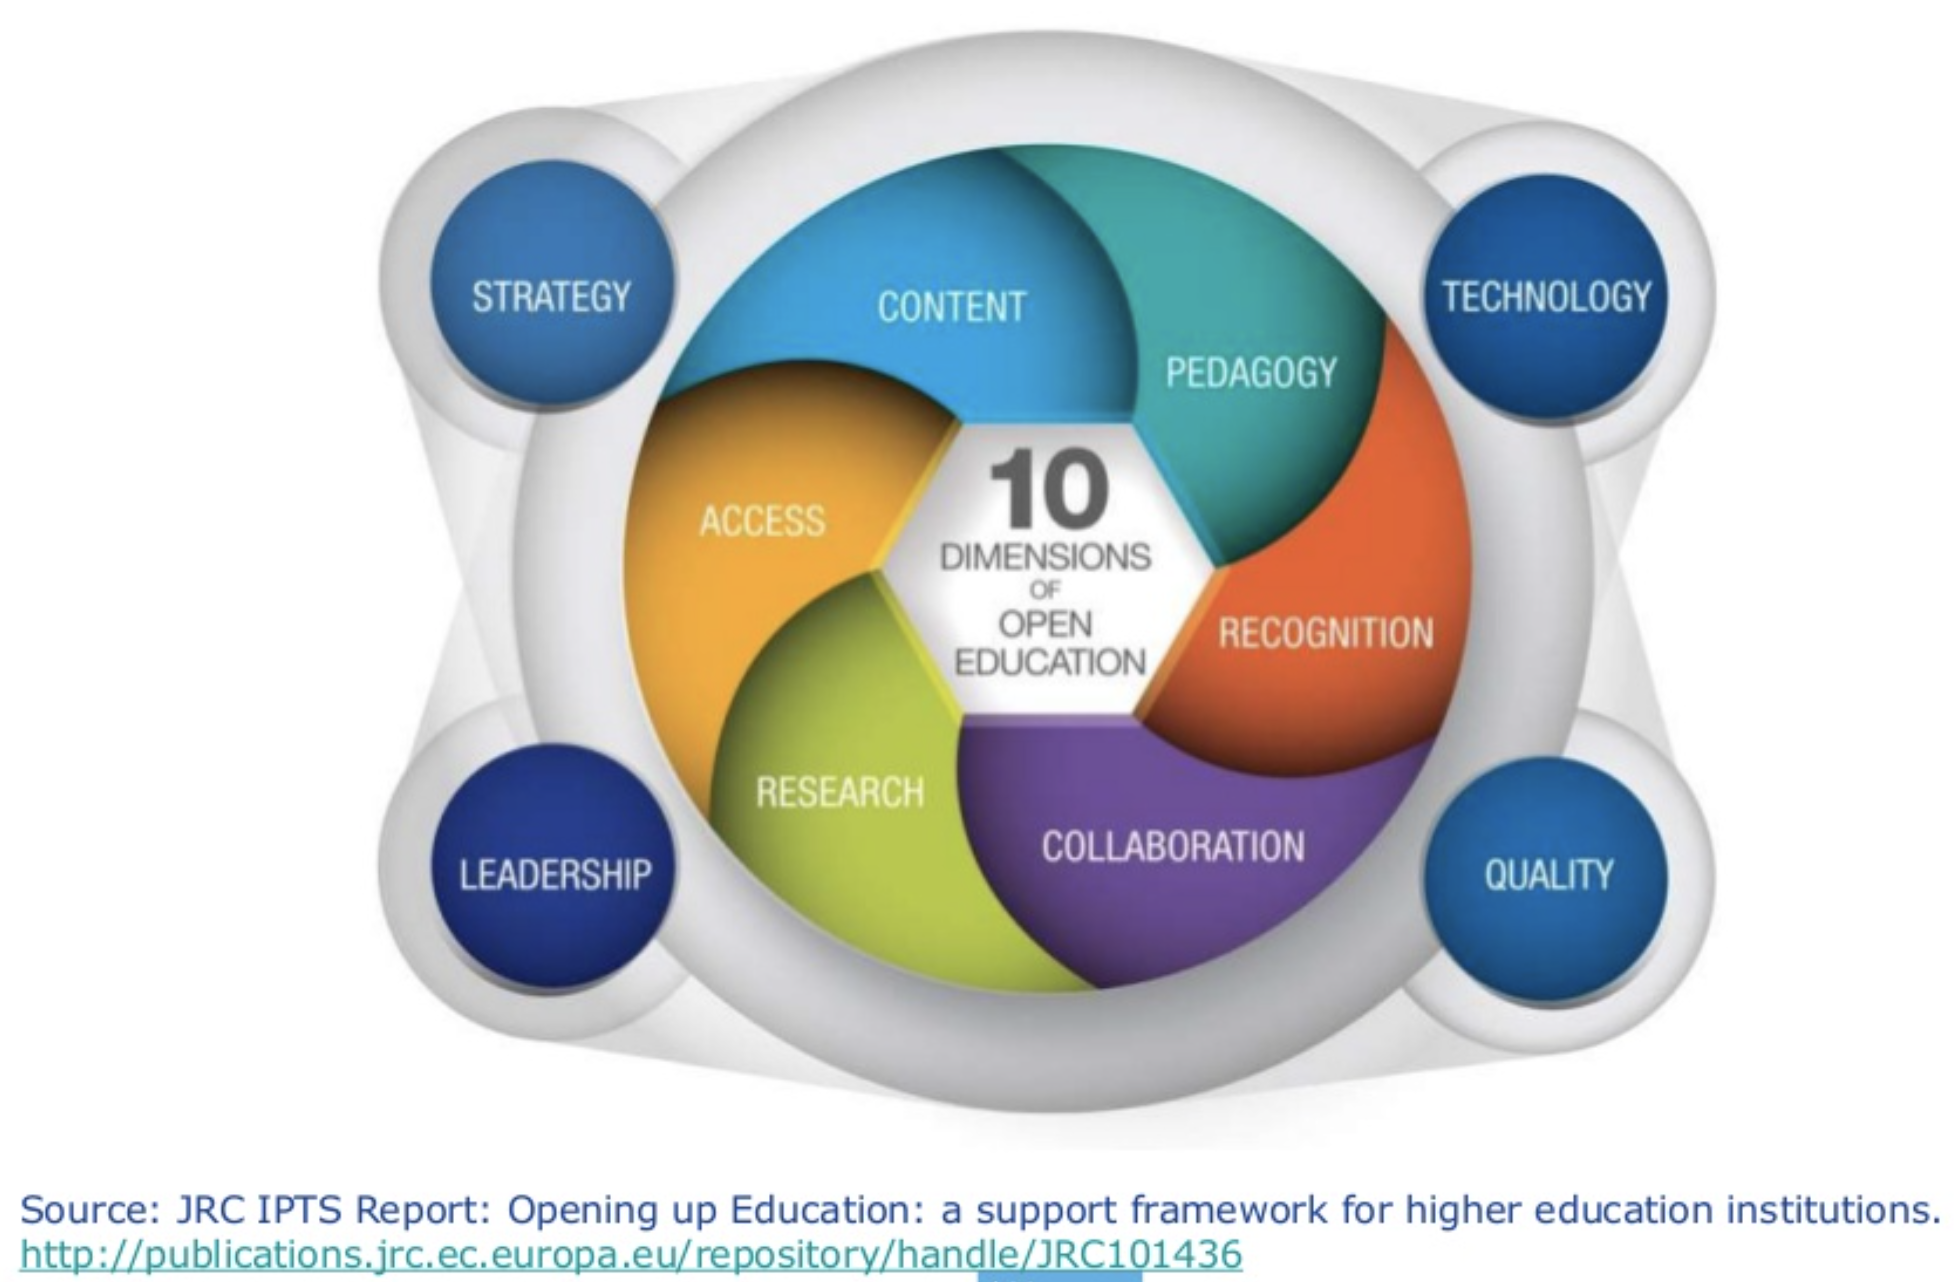 STRATEGY
TECHNOLOGY
CONTENT
PEDAGOGY
ACCESS
10
DIMENSIONS
OF
OPEN
EDUCATION
RECOGNITION
RESEARCH
COLLABORATION
LEADERSHIP
QUALITY
Source: JRC IPTS Report: Opening up Education: a support framework for higher education institutions.
http://publications.jrc.ec.europa.eu/repository/handle/JRC101436